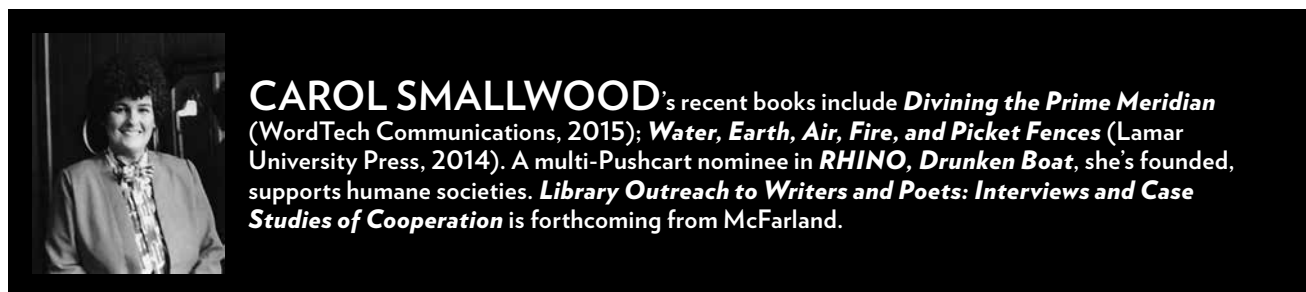 CAROL SMALLWOOD's recent books include Divining the Prime Meridian
(WordTech Communications, 2015); Water, Earth, Air, Fire, and Picket Fences (Lamar
University Press, 2014). A multi-Pushcart nominee in RHINO, Drunken Boat, she's founded,
supports humane societies. Library Outreach to Writers and Poets: Interviews and Case
Studies of Cooperation is forthcoming from McFarland.